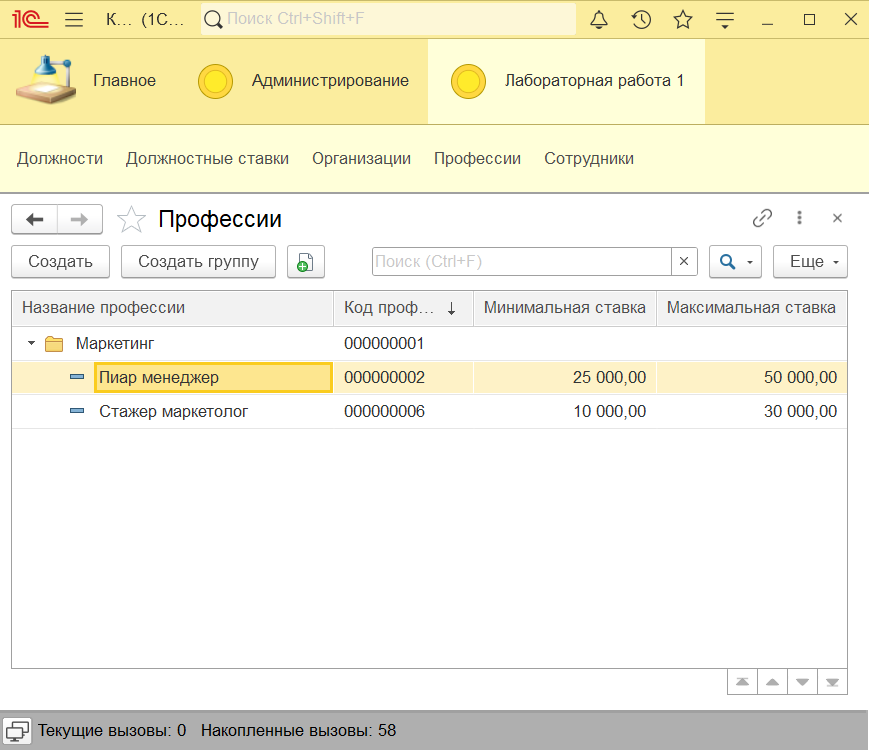 1С К... (1С... Поиск Ctrl+Shift+F
Главное Администрирование Лабораторная работа 1
Должности Должностные ставки Организации Профессии Сотрудники
Профессии
Создать Создать группу Поиск (Ctrl+F) Еще
Название профессии Код проф... Минимальная ставка Максимальная ставка
Маркетинг 000000001
Пиар менеджер 000000002 25 000,00 50 000,00
Стажер маркетолог 000000006 10 000,00 30 000,00
Текущие вызовы: 0 Накопленные вызовы: 58